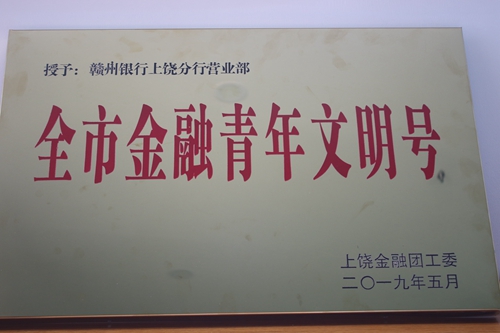 授予：赣州银行上饶分行营业部
全市金融青年文明号
上饶金融团工委
二〇一九年五月